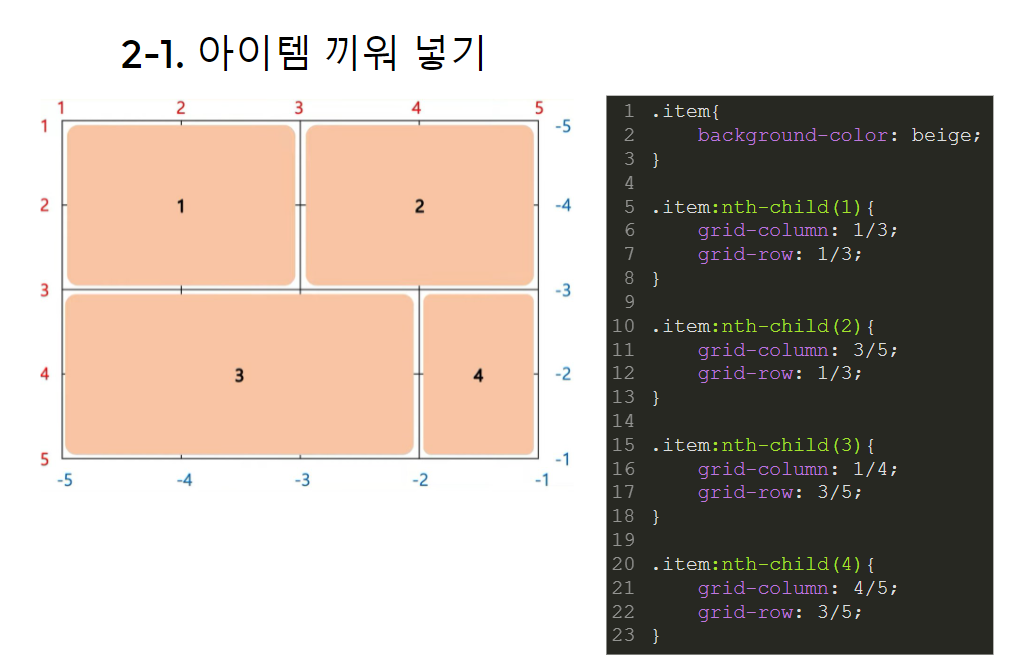 2-1. 아이템 끼워 넣기
1 2 3 4 5
1 -5
1 2
2 -4
3 -3
3 4
4 -2
5 -1
-5 -4 -3 -2 -1
1 .item{
2 background-color: beige;
3 }
4
5 .item:nth-child(1){
6 grid-column: 1/3;
7 grid-row: 1/3;
8 }
9
10 .item:nth-child(2){
11 grid-column: 3/5;
12 grid-row: 1/3;
13 }
14
15 .item:nth-child(3){
16 grid-column: 1/4;
17 grid-row: 3/5;
18 }
19
20 .item:nth-child(4){
21 grid-column: 4/5;
22 grid-row: 3/5;
23 }